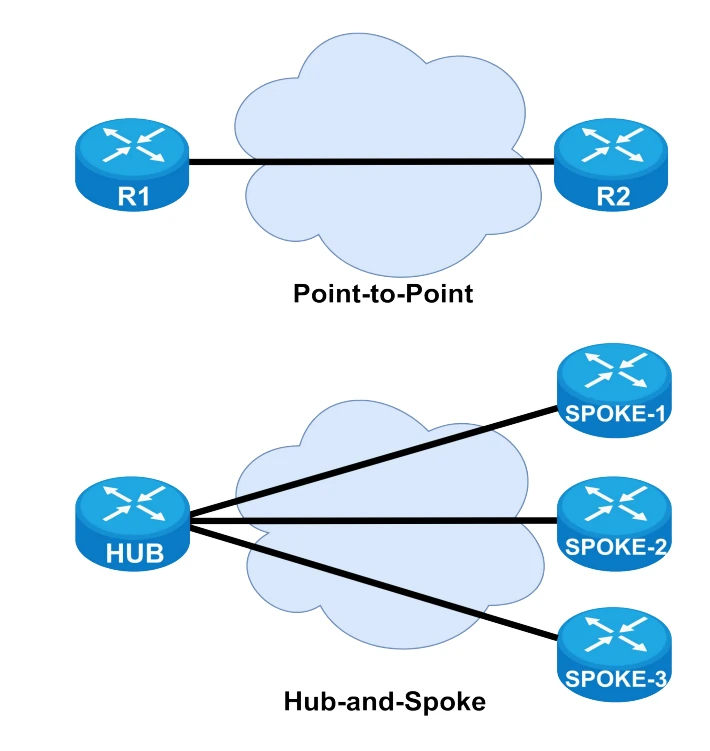 R1
R2
Point-to-Point
SPOKE-1
HUB
SPOKE-2
SPOKE-3
Hub-and-Spoke